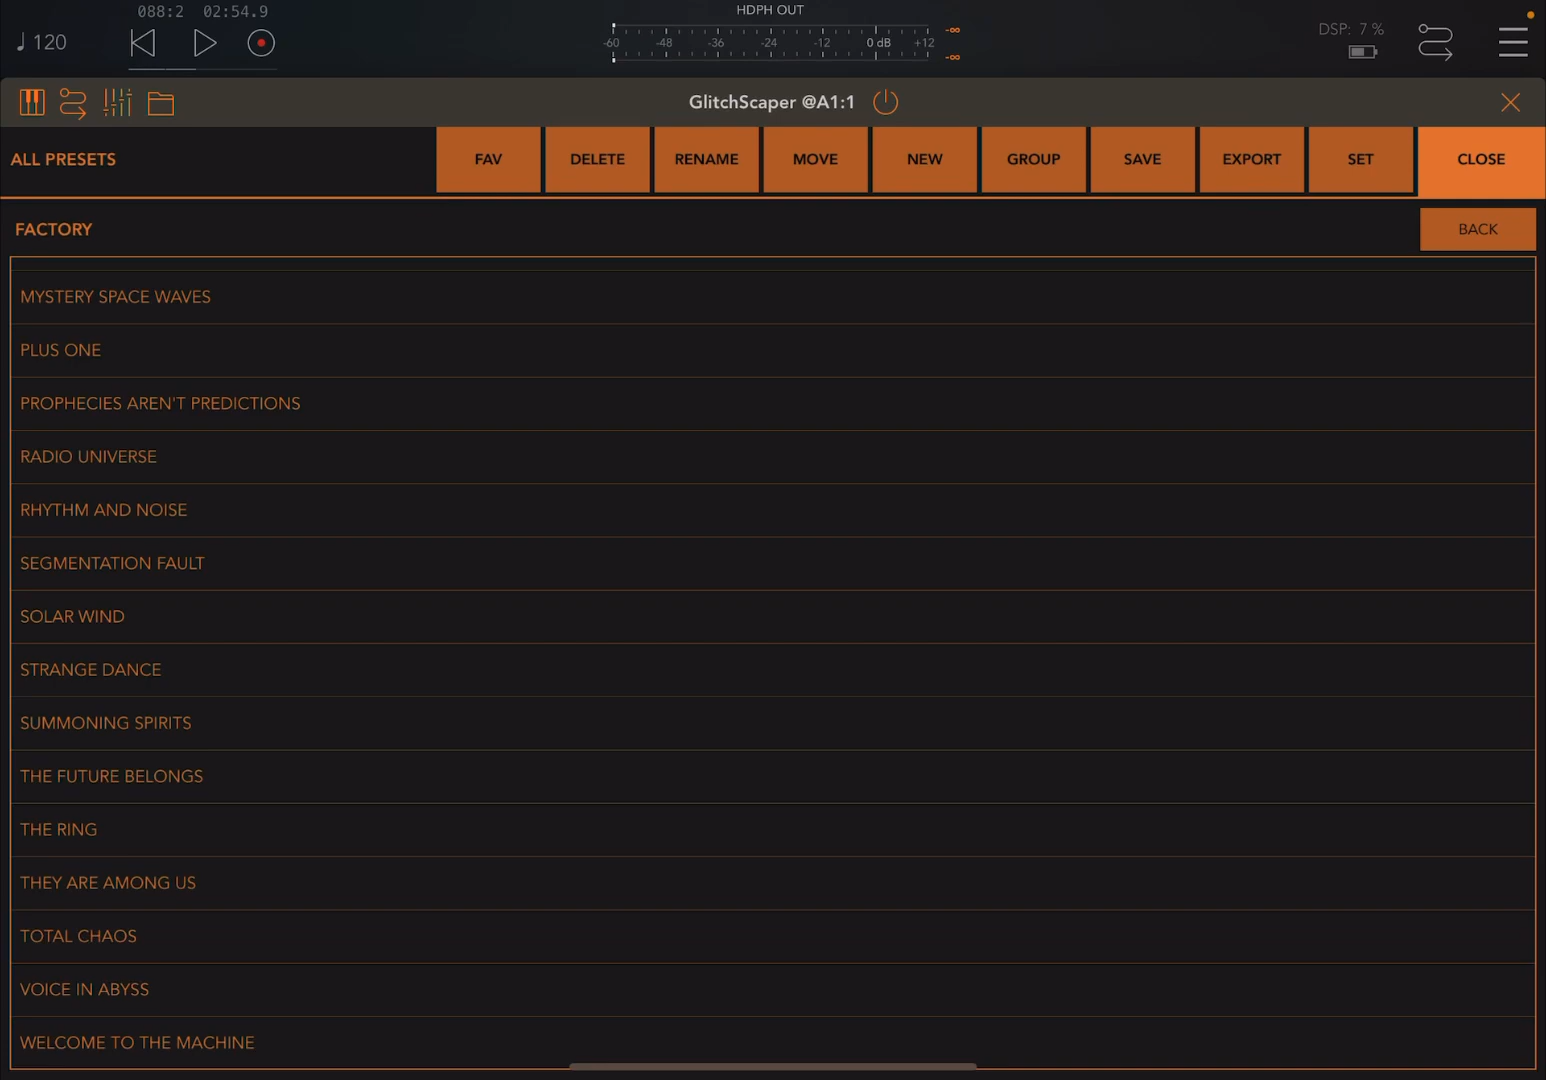 088:2 02:54.9
HDPH OUT
♩ 120
-60 -48 -36 -24 -12 0 dB +12
-∞
-∞
DSP: 7 %
GlitchScaper @A1:1
ALL PRESETS
FAV DELETE RENAME MOVE NEW GROUP SAVE EXPORT SET CLOSE
FACTORY
BACK
MYSTERY SPACE WAVES
PLUS ONE
PROPHECIES AREN'T PREDICTIONS
RADIO UNIVERSE
RHYTHM AND NOISE
SEGMENTATION FAULT
SOLAR WIND
STRANGE DANCE
SUMMONING SPIRITS
THE FUTURE BELONGS
THE RING
THEY ARE AMONG US
TOTAL CHAOS
VOICE IN ABYSS
WELCOME TO THE MACHINE